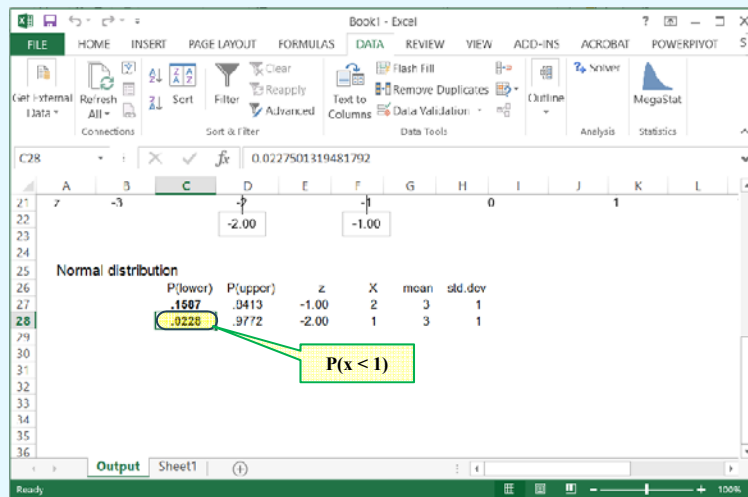 Book1 - Excel
FILE HOME INSERT PAGE LAYOUT FORMULAS DATA REVIEW VIEW ADD-INS ACROBAT POWERPIVOT S
Get External Data
Refresh All
Connections
Sort
Filter
Clear
Reapply
Advanced
Sort & Filter
Text to Columns
Flash Fill
Remove Duplicates
Data Validation
Data Tools
Outline
Solver
Analysis
MegaStat
Statistics
C28 fx 0.0227501319481792
A B C D E F G H I J K L
21 z -3 -2 -1 0 1
22 -2.00 -1.00
23
24
25 Normal distribution
26 P(lower) P(upper) z X mean std.dev
27 .1587 .8413 -1.00 2 3 1
28 .0228 .9772 -2.00 1 3 1
29
30
31
32
33
34
35
36
P(x < 1)
Output Sheet1
Ready 100%